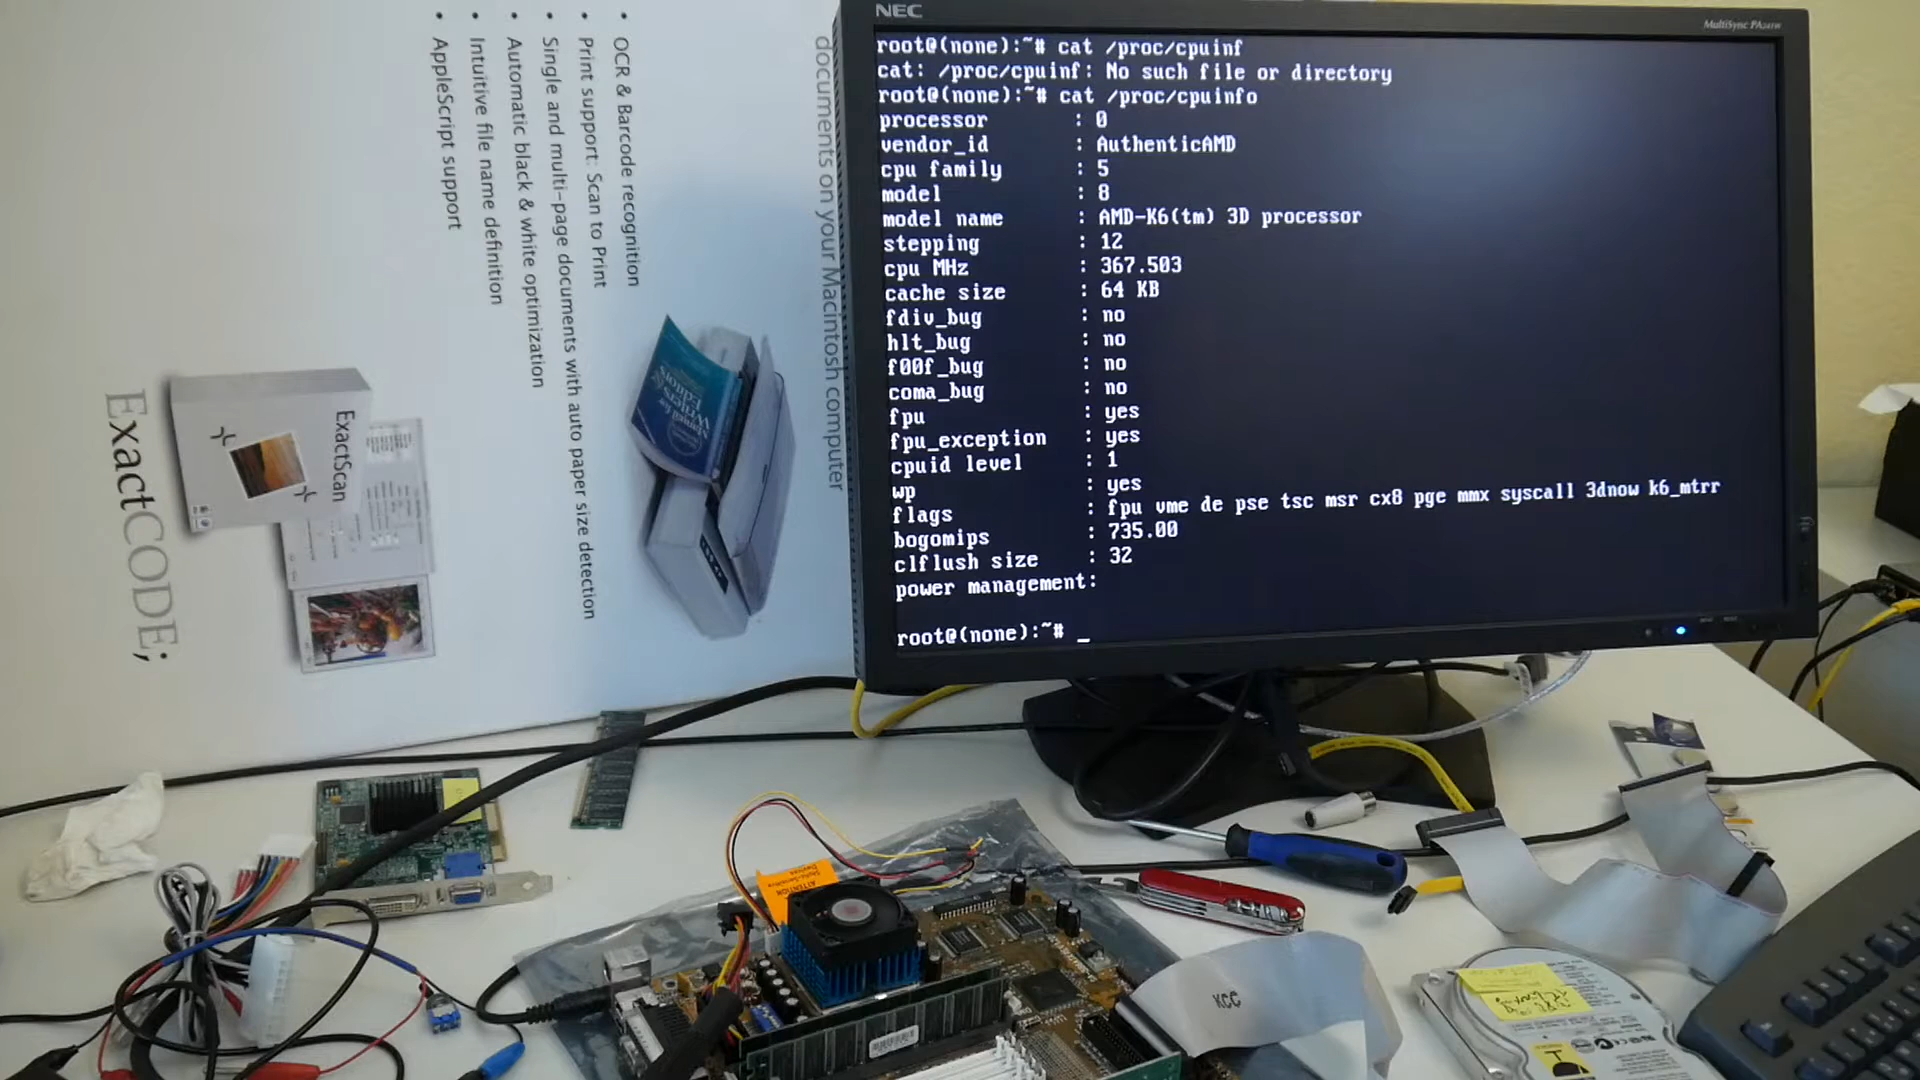 documents on your Macintosh computer
• OCR & Barcode recognition
• Print support: Scan to Print
• Single and multi-page documents with auto paper size detection
• Automatic black & white optimization
• Intuitive file name definition
• AppleScript support
Manual for
Writers &
Editors
ExactScan
ExactCODE;
NEC
MultiSync
root@(none):~# cat /proc/cpuinf
cat: /proc/cpuinf: No such file or directory
root@(none):~# cat /proc/cpuinfo
processor : 0
vendor_id : AuthenticAMD
cpu family : 5
model : 8
model name : AMD-K6(tm) 3D processor
stepping : 12
cpu MHz : 367.503
cache size : 64 KB
fdiv_bug : no
hlt_bug : no
f00f_bug : no
coma_bug : no
fpu : yes
fpu_exception : yes
cpuid level : 1
wp : yes
flags : fpu vme de pse tsc msr cx8 pge mmx syscall 3dnow k6_mtrr
bogomips : 735.00
clflush size : 32
power management:
root@(none):~# _
ATTENTION
KCC